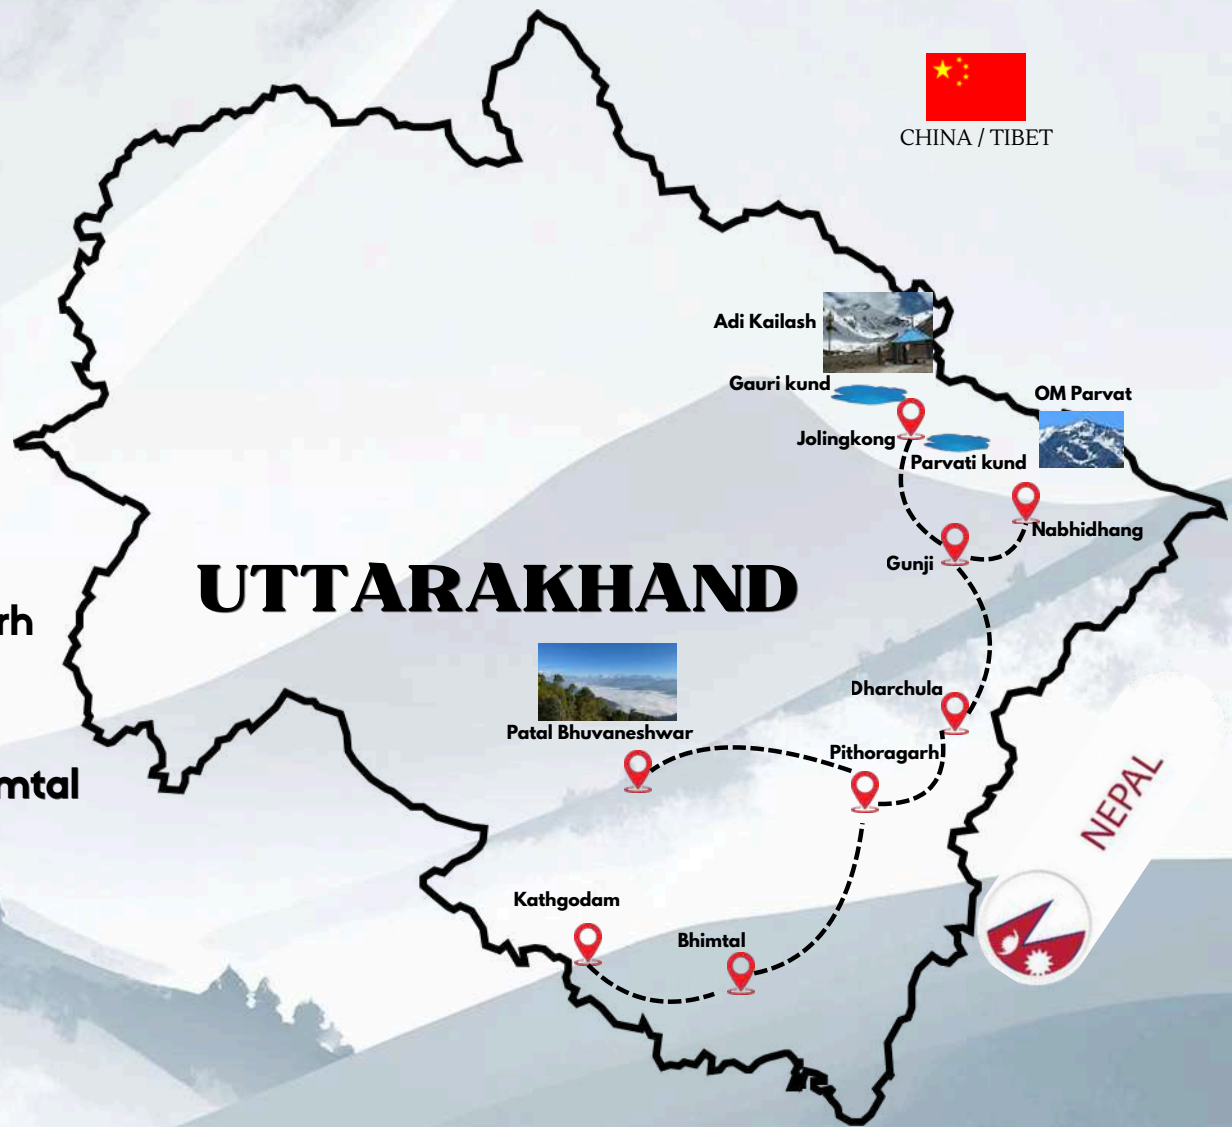 CHINA / TIBET
Adi Kailash
Gauri kund
OM Parvat
Jolingkong
Parvati kund
Nabhidhang
Gunji
UTTARAKHAND
rh
Dharchula
Patal Bhuvaneshwar
Pithoragarh
mtal
NEPAL
Kathgodam
Bhimtal